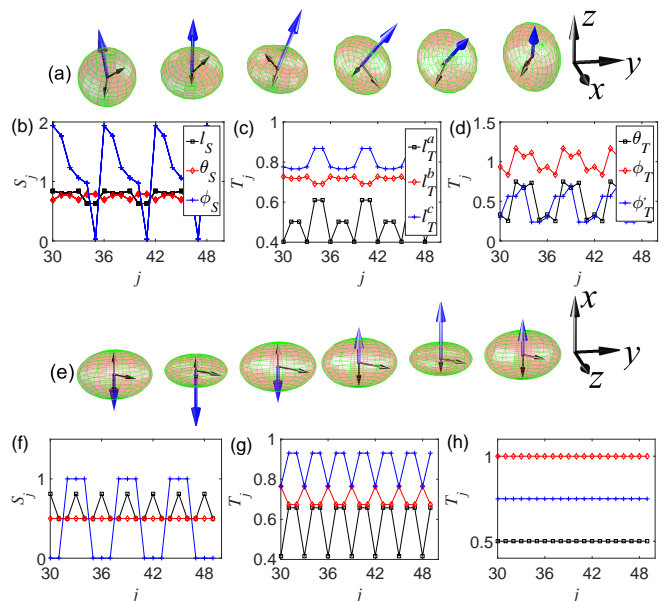 (a)
z
y
x
(b)
2
1
0
S_j
l_S
θ_S
ϕ_S
30 36 42 48
j
(c)
1
0.8
0.6
0.4
T_j
l_T^a
l_T^b
l_T^c
30 36 42 48
j
(d)
1.5
1
0.5
0
T_j
θ_T
ϕ_T
ϕ'_T
30 36 42 48
j
(e)
x
y
z
(f)
1
0
S_j
30 36 42 48
j
(g)
1
0.8
0.6
0.4
T_j
30 36 42 48
j
(h)
1
0.5
T_j
30 36 42 48
j